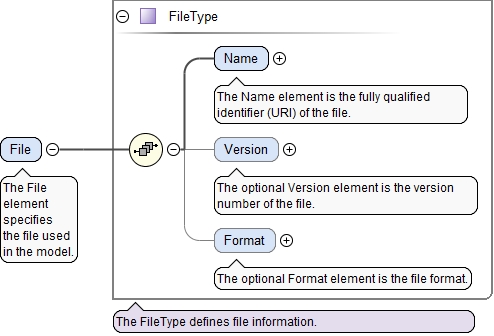 FileType
Name
The Name element is the fully qualified
identifier (URI) of the file.
File
The File
element
specifies
the file used
in the model.
Version
The optional Version element is the version
number of the file.
Format
The optional Format element is the file format.
The FileType defines file information.